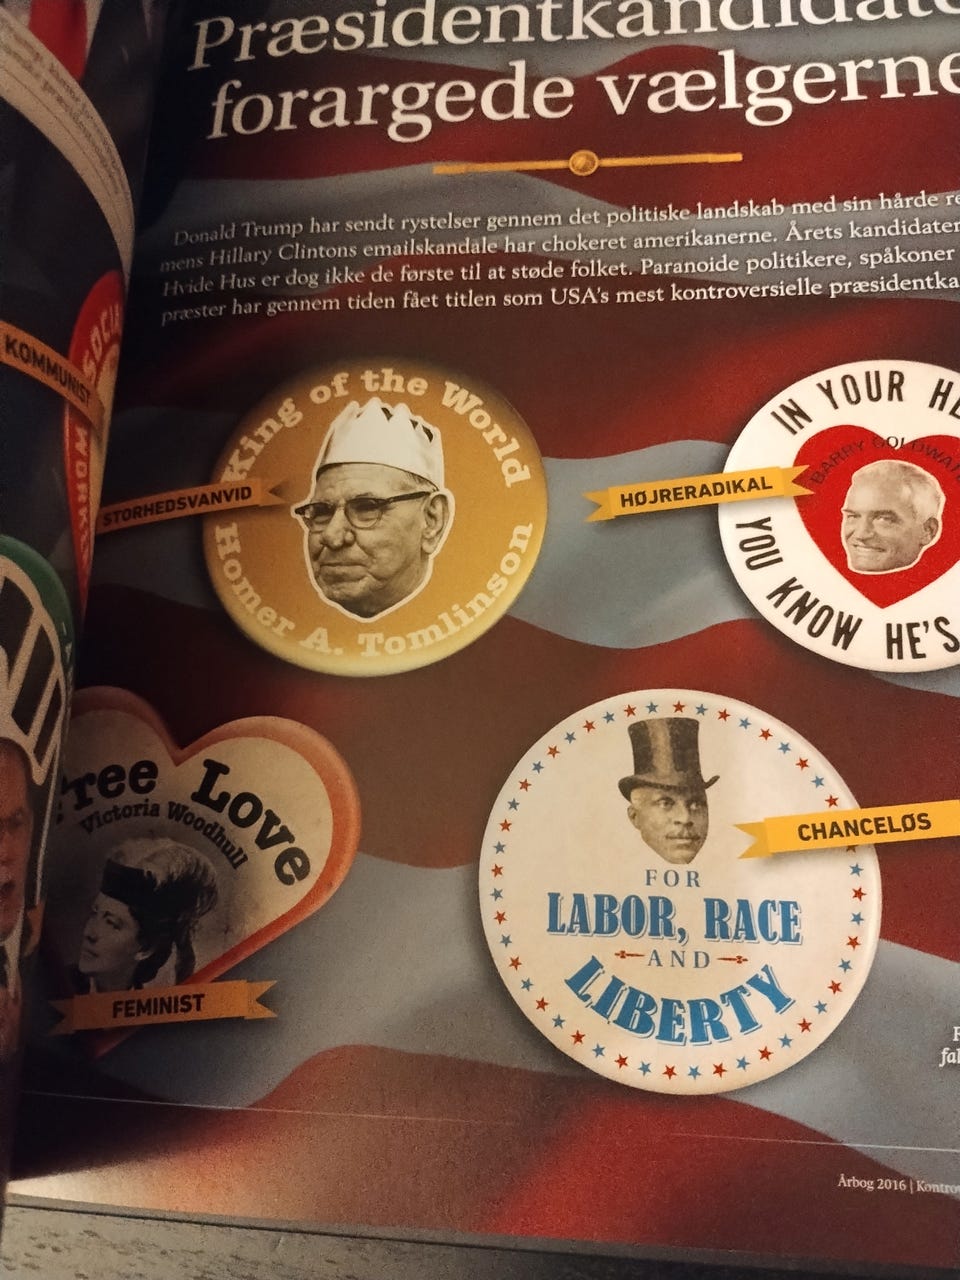 Præsidentkandidate
forargede vælgerne
Donald Trump har sendt rystelser gennem det politiske landskab med sin hårde re
mens Hillary Clintons emailskandale har chokeret amerikanerne. Årets kandidater
Hvide Hus er dog ikke de første til at støde folket. Paranoide politikere, spåkoner
præster har gennem tiden fået titlen som USA's mest kontroversielle præsidentka
KOMMUNIST
SOCIA
STORHEDSVANVID
King of the World
Homer A. Tomlinson
HØJRERADIKAL
IN YOUR HE
BARRY GOLDWAT
YOU KNOW HE'S
Free Love
Victoria Woodhull
FEMINIST
CHANCELØS
FOR
LABOR, RACE
AND
LIBERTY
Årbog 2016 | Kontrov